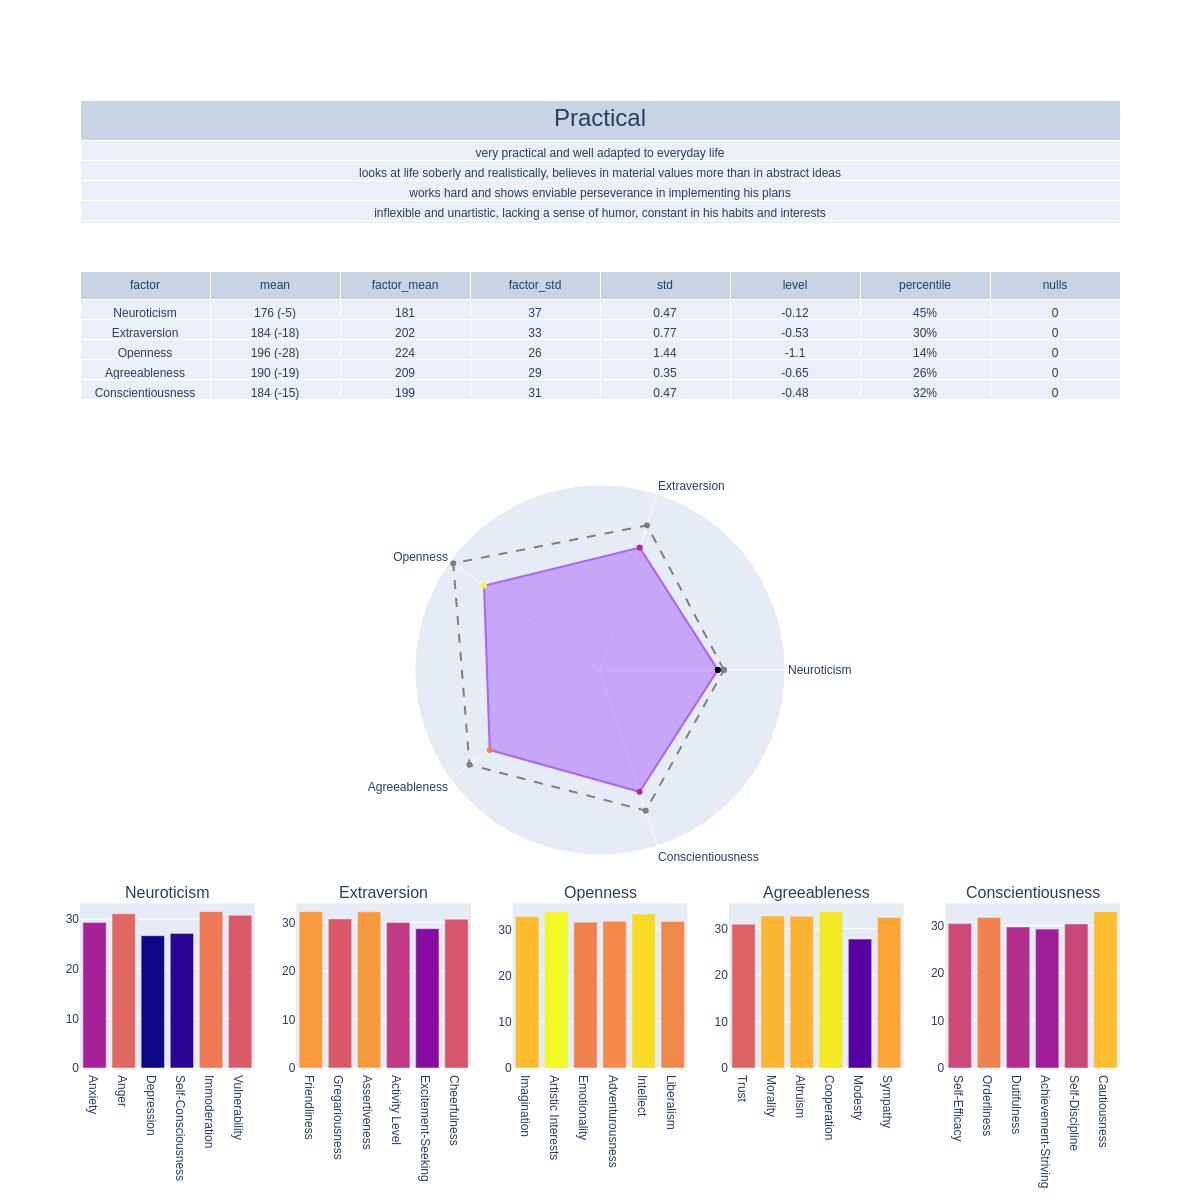 Practical
very practical and well adapted to everyday life
looks at life soberly and realistically, believes in material values more than in abstract ideas
works hard and shows enviable perseverance in implementing his plans
inflexible and unartistic, lacking a sense of humor, constant in his habits and interests
factor mean factor_mean factor_std std level percentile nulls
Neuroticism 176 (-5) 181 37 0.47 -0.12 45% 0
Extraversion 184 (-18) 202 33 0.77 -0.53 30% 0
Openness 196 (-28) 224 26 1.44 -1.1 14% 0
Agreeableness 190 (-19) 209 29 0.35 -0.65 26% 0
Conscientiousness 184 (-15) 199 31 0.47 -0.48 32% 0
Extraversion
Openness
Neuroticism
Agreeableness
Conscientiousness
Neuroticism
30
20
10
0
Anxiety
Anger
Depression
Self-Consciousness
Immoderation
Vulnerability
Extraversion
30
20
10
0
Friendliness
Gregariousness
Assertiveness
Activity Level
Excitement-Seeking
Cheerfulness
Openness
30
20
10
0
Imagination
Artistic Interests
Emotionality
Adventurousness
Intellect
Liberalism
Agreeableness
30
20
10
0
Trust
Morality
Altruism
Cooperation
Modesty
Sympathy
Conscientiousness
30
20
10
0
Self-Efficacy
Orderliness
Dutifulness
Achievement-Striving
Self-Discipline
Cautiousness